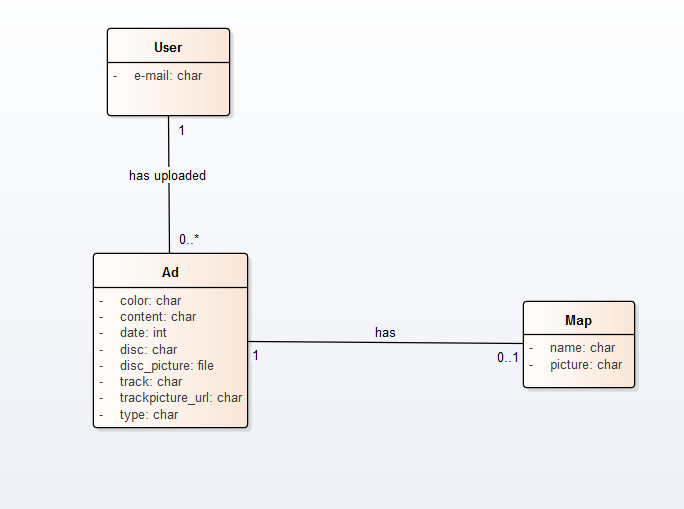 User
- e-mail: char
1
has uploaded
0..*
Ad
- color: char
- content: char
- date: int
- disc: char
- disc_picture: file
- track: char
- trackpicture_url: char
- type: char
has
1
0..1
Map
- name: char
- picture: char